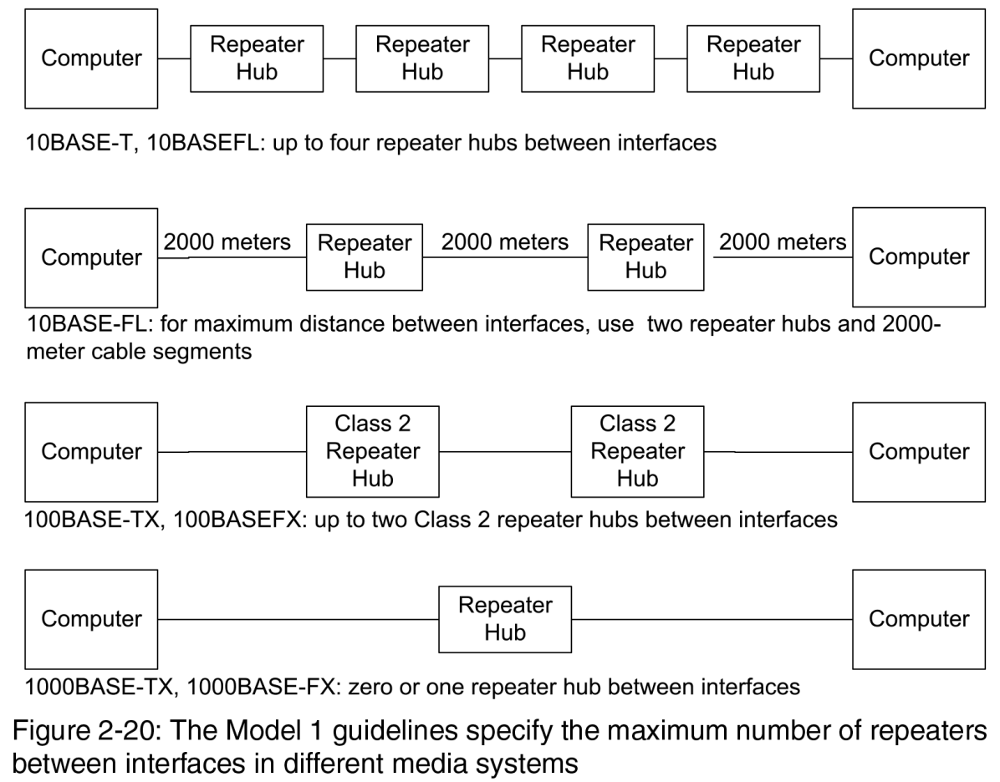 Computer
Repeater
Hub
Repeater
Hub
Repeater
Hub
Repeater
Hub
Computer
10BASE-T, 10BASEFL: up to four repeater hubs between interfaces
Computer
2000 meters
Repeater
Hub
2000 meters
Repeater
Hub
2000 meters
Computer
10BASE-FL: for maximum distance between interfaces, use  two repeater hubs and 2000-
meter cable segments
Computer
Class 2
Repeater
Hub
Class 2
Repeater
Hub
Computer
100BASE-TX, 100BASEFX: up to two Class 2 repeater hubs between interfaces
Computer
Repeater
Hub
Computer
1000BASE-TX, 1000BASE-FX: zero or one repeater hub between interfaces
Figure 2-20: The Model 1 guidelines specify the maximum number of repeaters
between interfaces in different media systems